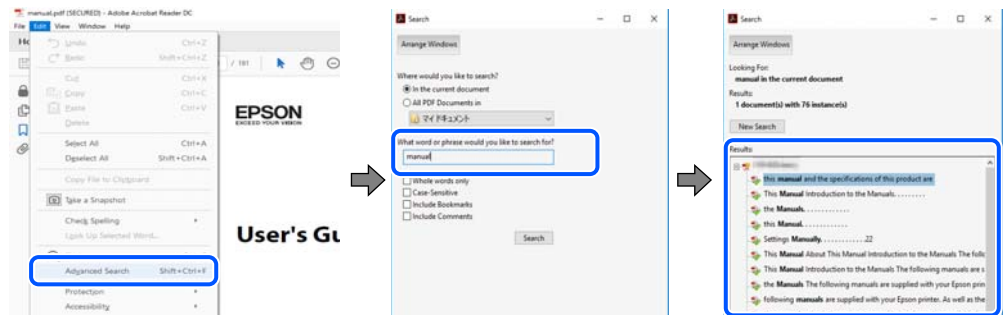 manual.pdf (SECURED) - Adobe Acrobat Reader DC
File Edit View Window Help
Undo Ctrl+Z
Redo Shift+Ctrl+Z
Cut Ctrl+X
Copy Ctrl+C
Paste Ctrl+V
Delete
Select All Ctrl+A
Deselect All Shift+Ctrl+A
Copy File to Clipboard
Take a Snapshot
Check Spelling
Look Up Selected Word...
Advanced Search Shift+Ctrl+F
Protection
Accessibility
/ 181
EPSON
EXCEED YOUR VISION
User's Gu
Search
Arrange Windows
Where would you like to search?
In the current document
All PDF Documents in
マイ ドキュメント
What word or phrase would you like to search for?
manual
Whole words only
Case-Sensitive
Include Bookmarks
Include Comments
Search
Search
Arrange Windows
Looking For:
manual in the current document
Results:
1 document(s) with 76 instance(s)
New Search
Results:
this manual and the specifications of this product are
This Manual Introduction to the Manuals. . . . . . . . .
the Manuals. . . . . . . . . . . . .
this Manual. . . . . . . . . . . . .
Settings Manually. . . . . . . . . . . . 22
This Manual About This Manual Introduction to the Manuals The follo
This Manual Introduction to the Manuals The following manuals are s
the Manuals The following manuals are supplied with your Epson prin
following manuals are supplied with your Epson printer. As well as the